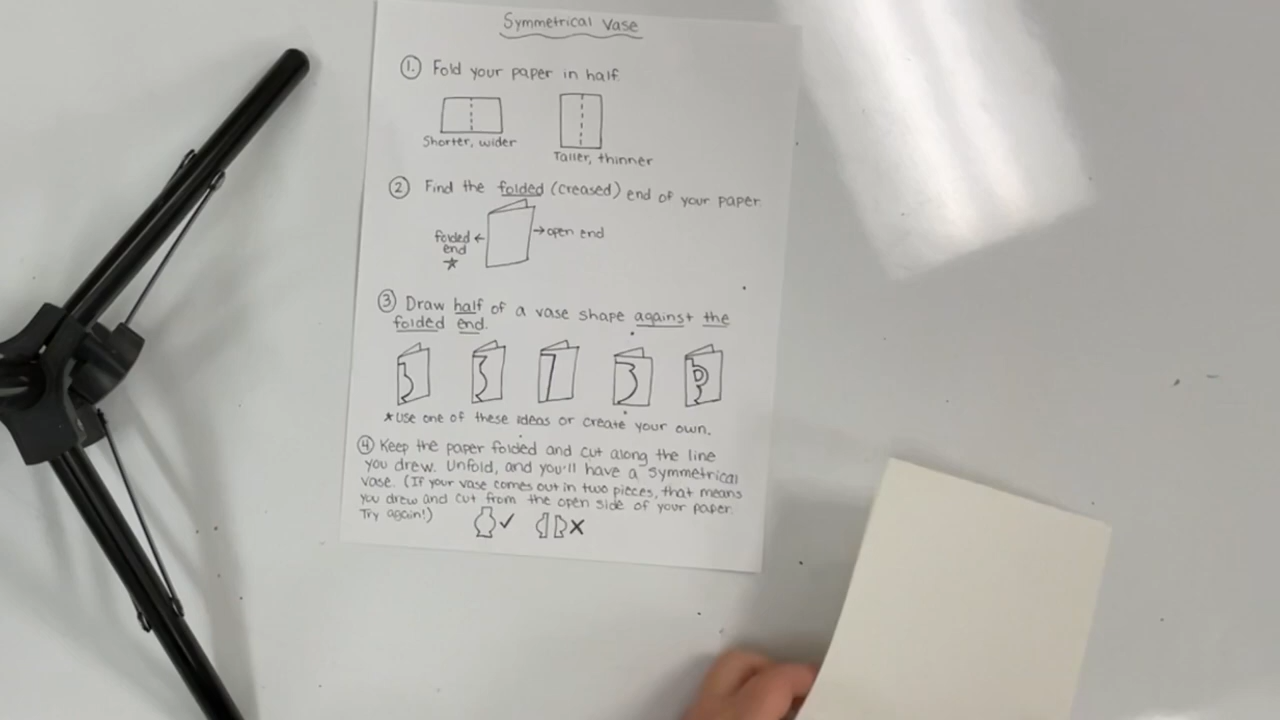 Symmetrical Vase
1. Fold your paper in half.
Shorter, wider
Taller, thinner
2 Find the folded (creased) end of your paper.
folded ← → open end
end
★
3 Draw half of a vase shape against the
folded end.
*Use one of these ideas or create your own.
4 Keep the paper folded and cut along the line
you drew. Unfold, and you'll have a symmetrical
vase. (If your vase comes out in two pieces, that means
you drew and cut from the open side of your paper.
Try again!) ✓ X